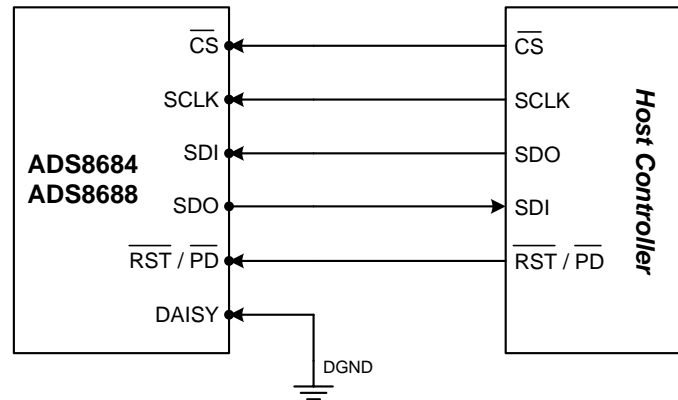 CS
SCLK
SDI
SDO
RST / PD
DAISY
ADS8684
ADS8688
DGND
CS
SCLK
SDO
SDI
RST / PD
Host Controller